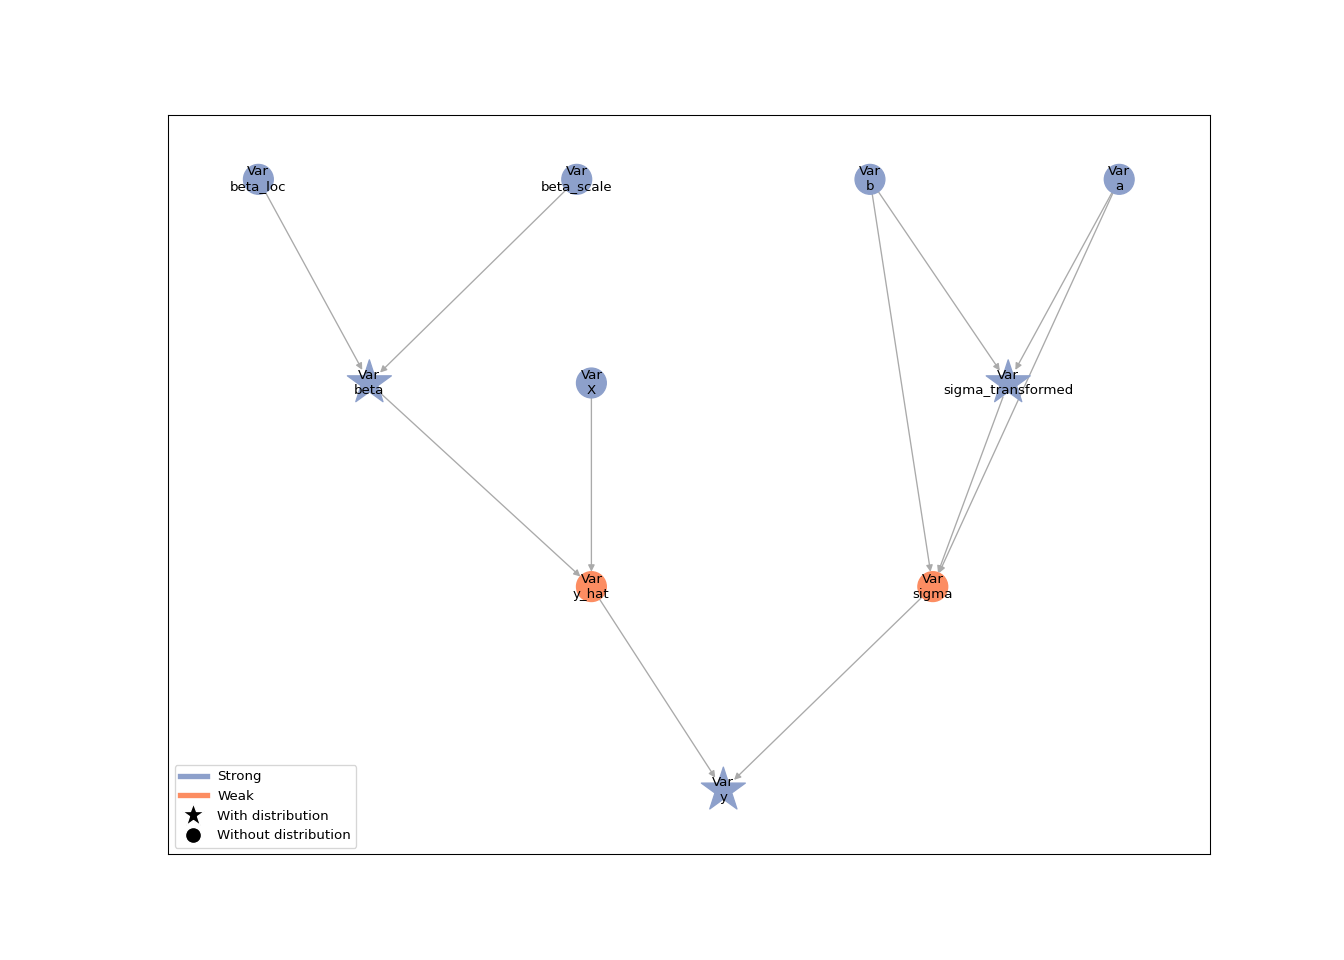 Var
beta_loc
Var
beta_scale
Var
b
Var
a
Var
beta
Var
X
Var
sigma_transformed
Var
y_hat
Var
sigma
Var
y
Strong
Weak
With distribution
Without distribution